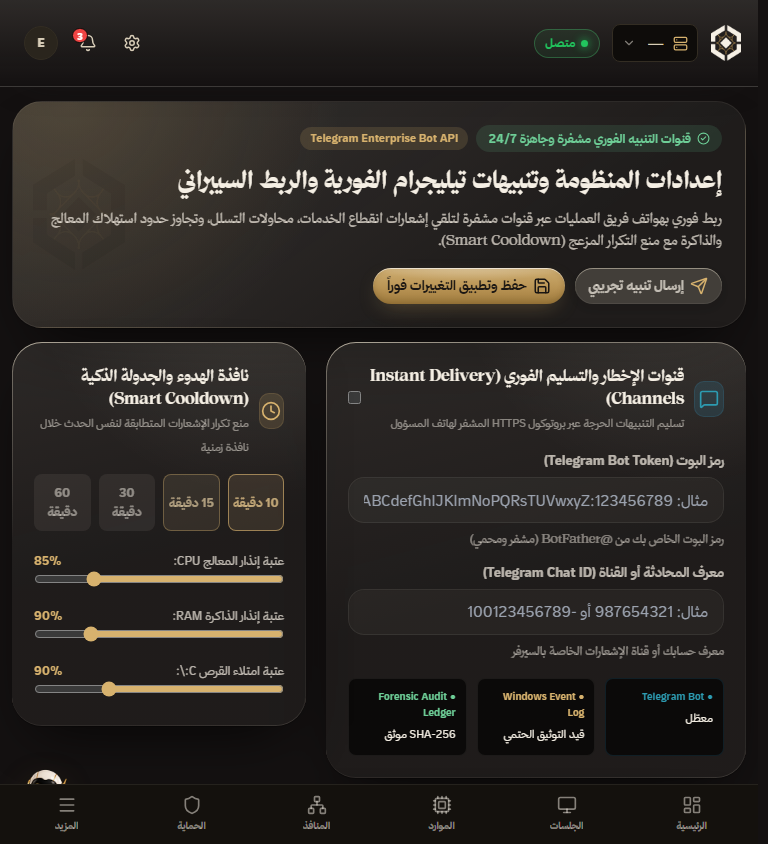 —
متصل
3
E
قنوات التنبيه الفوري مشفرة وجاهزة 24/7
Telegram Enterprise Bot API
إعدادات المنظومة وتنبيهات تيليجرام الفورية والربط السيبراني
ربط فوري بهواتف فريق العمليات عبر قنوات مشفرة لتلقي إشعارات انقطاع الخدمات، محاولات التسلل، وتجاوز حدود استهلاك المعالج
والذاكرة مع منع التكرار المزعج (Smart Cooldown).
إرسال تنبيه تجريبي
حفظ وتطبيق التغييرات فوراً
قنوات الإخطار والتسليم الفوري (Instant Delivery
Channels)
تسليم التنبيهات الحرجة عبر بروتوكول HTTPS المشفر لهاتف المسؤول
رمز البوت (Telegram Bot Token)
مثال: 123456789:ABCdefGhIJKlmNoPQRsTUVwxyZ
رمز البوت الخاص بك من @BotFather (مشفر ومحمي)
معرف المحادثة أو القناة (Telegram Chat ID)
مثال: 987654321 أو -100123456789
معرف حسابك أو قناة الإشعارات الخاصة بالسيرفر
● Telegram Bot
معطل
● Windows Event
Log
قيد التوثيق الحتمي
● Forensic Audit
Ledger
SHA-256 موثق
نافذة الهدوء والجدولة الذكية
(Smart Cooldown)
منع تكرار الإشعارات المتطابقة لنفس الحدث خلال
نافذة زمنية
10 دقيقة
15 دقيقة
30
دقيقة
60
دقيقة
عتبة إنذار المعالج CPU:
85%
عتبة إنذار الذاكرة RAM:
90%
عتبة امتلاء القرص C:\:
90%
الرئيسية
الجلسات
الموارد
المنافذ
الحماية
المزيد